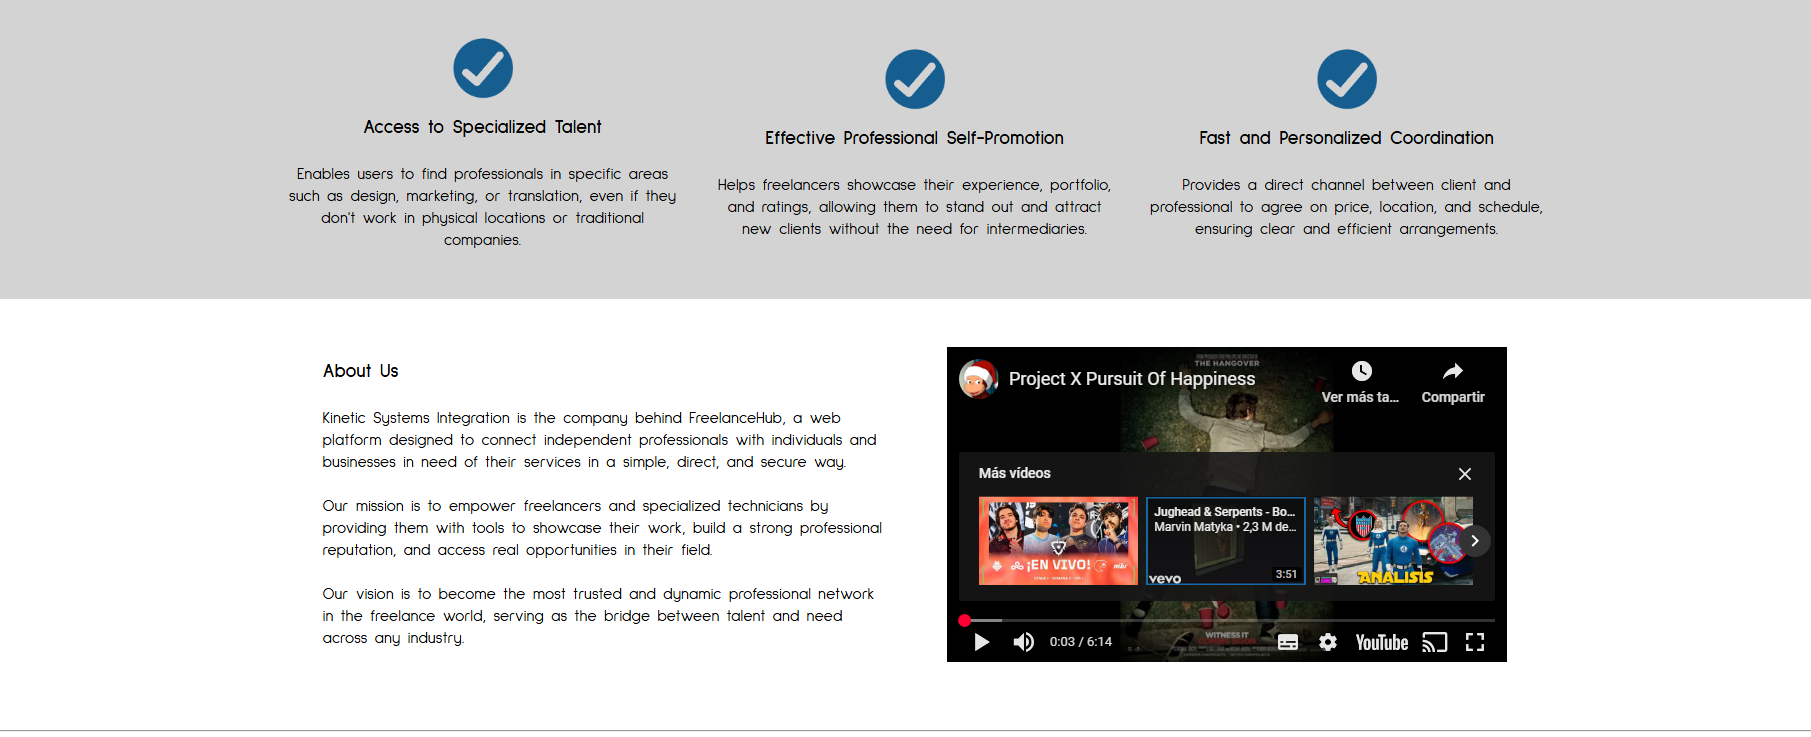 Access to Specialized Talent
Enables users to find professionals in specific areas
such as design, marketing, or translation, even if they
don't work in physical locations or traditional
companies.
Effective Professional Self-Promotion
Helps freelancers showcase their experience, portfolio,
and ratings, allowing them to stand out and attract
new clients without the need for intermediaries.
Fast and Personalized Coordination
Provides a direct channel between client and
professional to agree on price, location, and schedule,
ensuring clear and efficient arrangements.
About Us
Kinetic Systems Integration is the company behind FreelanceHub, a web
platform designed to connect independent professionals with individuals and
businesses in need of their services in a simple, direct, and secure way.
Our mission is to empower freelancers and specialized technicians by
providing them with tools to showcase their work, build a strong professional
reputation, and access real opportunities in their field.
Our vision is to become the most trusted and dynamic professional network
in the freelance world, serving as the bridge between talent and need
across any industry.
THE HANGOVER
Project X Pursuit Of Happiness
Ver más ta...
Compartir
Más vídeos
¡EN VIVO!
mbr
Jughead & Serpents - Bo...
Marvin Matyka • 2,3 M de...
vevo
3:51
ANALISIS
WITNESS IT
0:03 / 6:14
YouTube